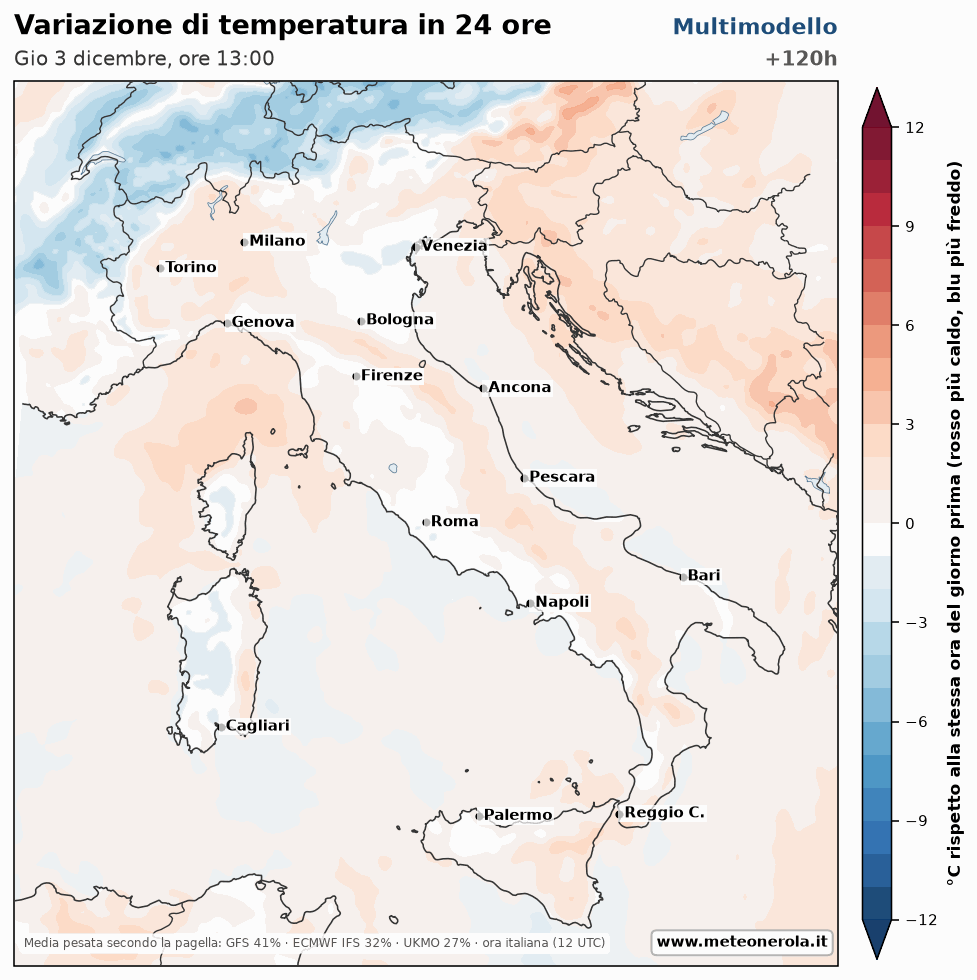 Variazione di temperatura in 24 ore
Multimodello
Gio 3 dicembre, ore 13:00
+120h
Milano
Venezia
Torino
Genova
Bologna
Firenze
Ancona
Pescara
Roma
Bari
Napoli
Cagliari
Palermo
Reggio C.
12
9
6
3
0
−3
−6
−9
−12
°C rispetto alla stessa ora del giorno prima (rosso più caldo, blu più freddo)
Media pesata secondo la pagella: GFS 41% · ECMWF IFS 32% · UKMO 27% · ora italiana (12 UTC)
www.meteonerola.it